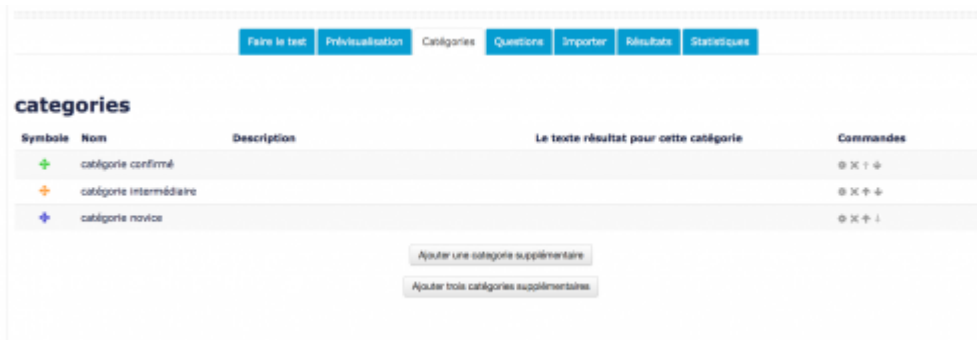 Faire le test Prévisualisation Catégories Questions Importer Résultats Statistiques
categories
Symbole Nom Description Le texte résultat pour cette catégorie Commandes
catégorie confirmé
catégorie intermédiaire
catégorie novice
Ajouter une categorie supplémentaire
Ajouter trois catégories supplémentaires